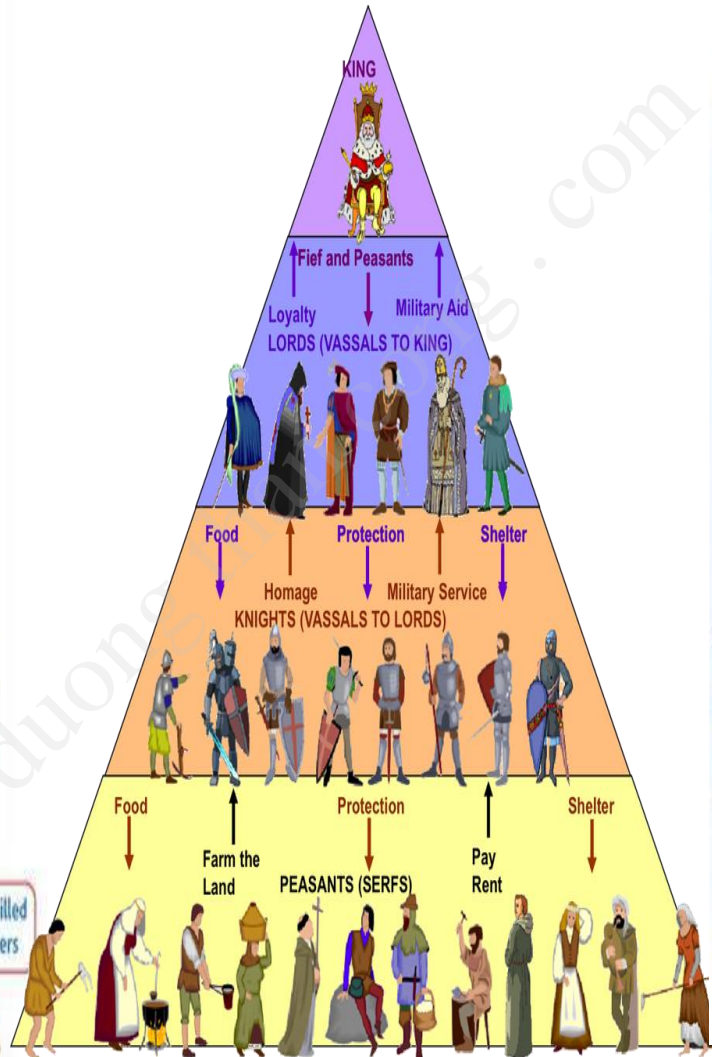 KING
Fief and Peasants
Loyalty
Military Aid
LORDS (VASSALS TO KING)
Food
Protection
Shelter
Homage
Military Service
KNIGHTS (VASSALS TO LORDS)
Food
Protection
Shelter
Farm the
Land
Pay
Rent
PEASANTS (SERFS)